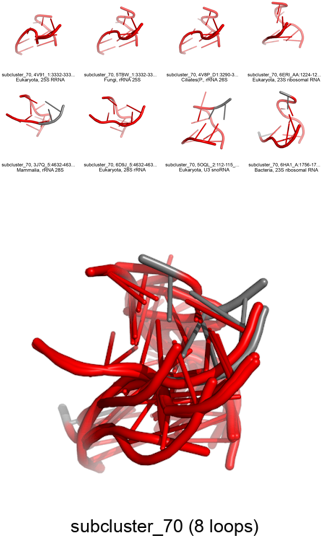 subcluster_70, 4V91_1:3332-333...
Eukaryota, 25S RRNA
subcluster_70, 8TBW_1:3332-33...
Fungi, rRNA 25S
subcluster_70, 4V8P_D1:3290-3...
Ciliates(P, rRNA 26S
subcluster_70, 6ERI_AA:1224-12...
Eukaryota, 23S ribosomal RNA
subcluster_70, 3J7Q_5:4632-463...
Mammalia, rRNA 28S
subcluster_70, 6D9J_5:4632-463...
Eukaryota, 28S rRNA
subcluster_70, 5OQL_2:112-115_...
Eukaryota, U3 snoRNA
subcluster_70, 6HA1_A:1756-17...
Bacteria, 23S ribosomal RNA
subcluster_70 (8 loops)